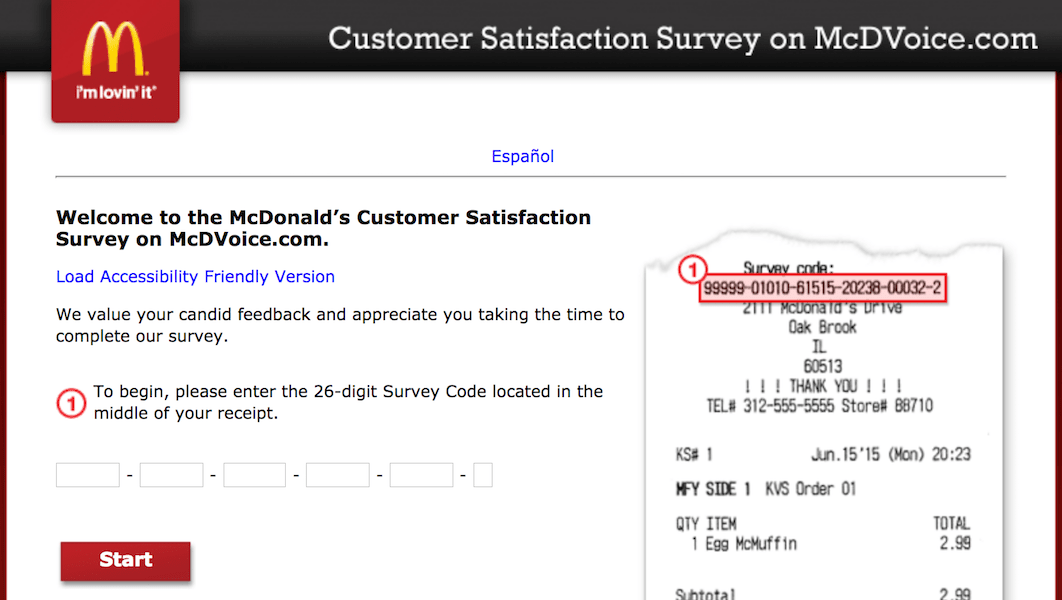 Customer Satisfaction Survey on McDVoice.com
i'm lovin' it®
Español
Welcome to the McDonald's Customer Satisfaction
Survey on McDVoice.com.
Load Accessibility Friendly Version
We value your candid feedback and appreciate you taking the time to
complete our survey.
1 To begin, please enter the 26-digit Survey Code located in the
middle of your receipt.
- - - - -
Start
Survey code:
1 99999-01010-61515-20238-00032-2
2111 McDonald's Drive
Oak Brook
IL
60513
! ! ! THANK YOU ! ! !
TEL# 312-555-5555 Store# B8710
KS# 1 Jun.15'15 (Mon) 20:23
MFY SIDE 1 KVS Order 01
QTY ITEM TOTAL
1 Egg McMuffin 2.99
Subtotal 2.99